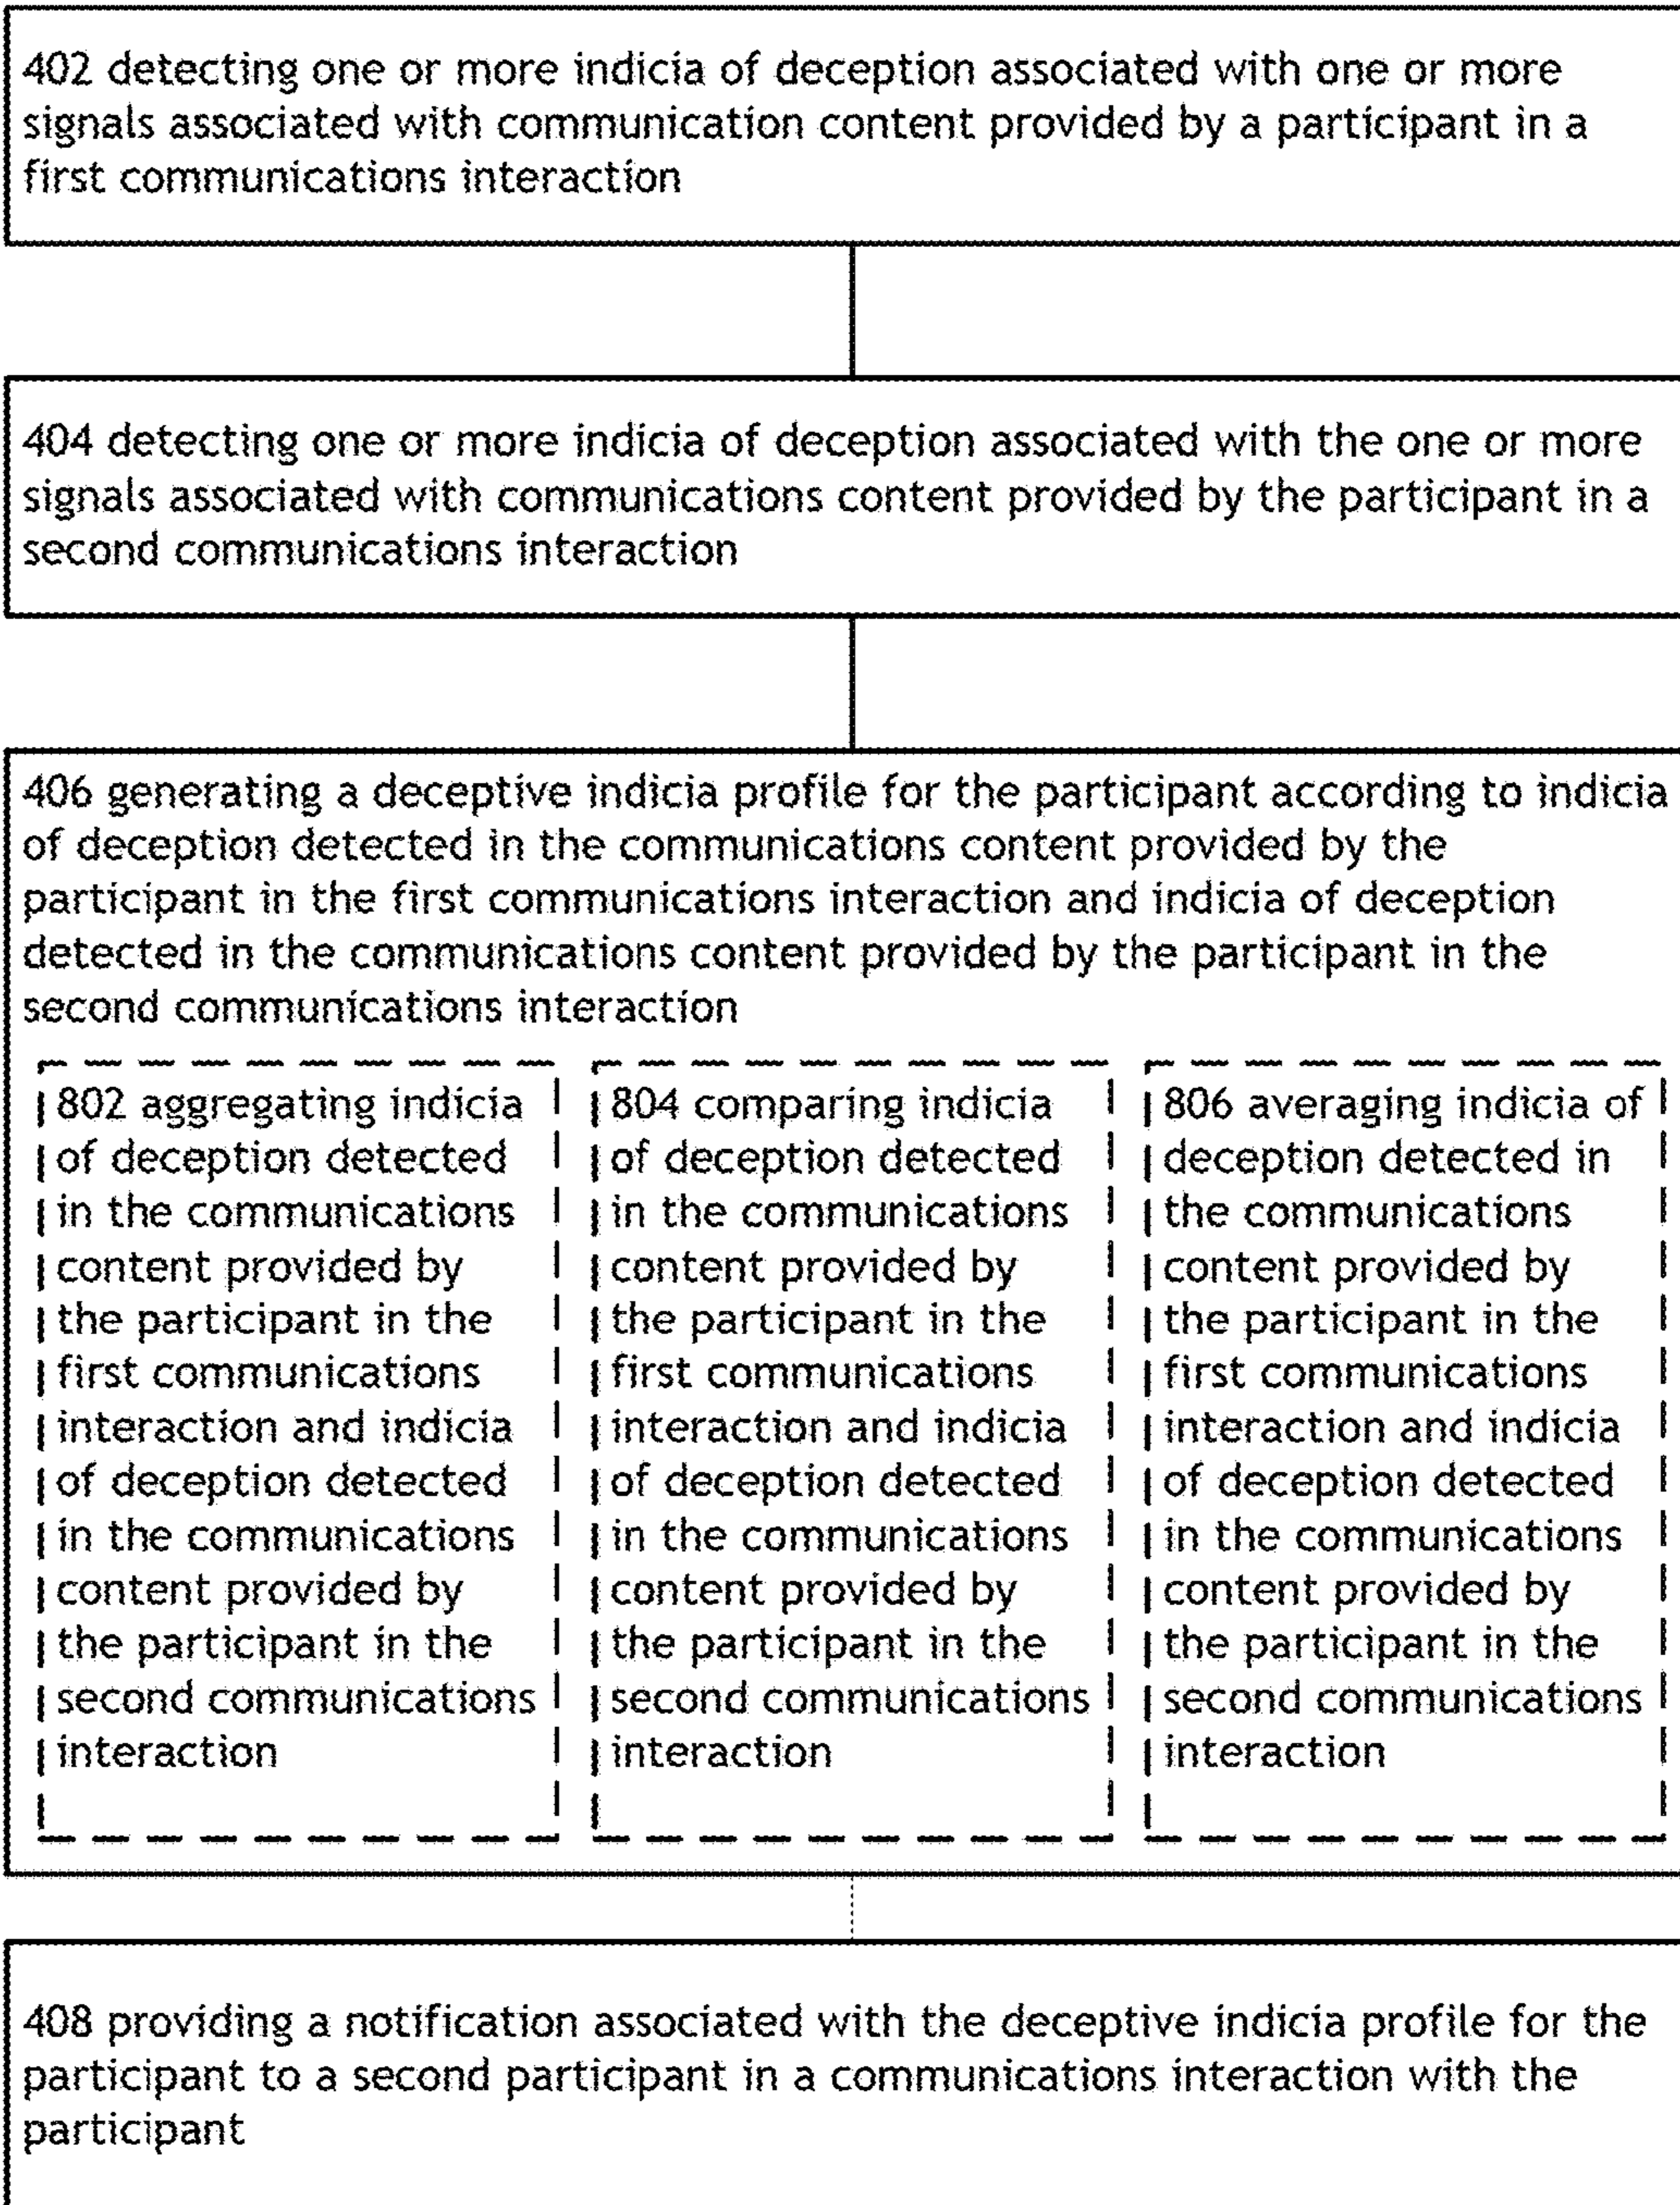 402 detecting one or more indicia of deception associated with one or more
signals associated with communication content provided by a participant in a
first communications interaction
404 detecting one or more indicia of deception associated with the one or more
signals associated with communications content provided by the participant in a
second communications interaction
406 generating a deceptive indicia profile for the participant according to indicia
of deception detected in the communications content provided by the
participant in the first communications interaction and indicia of deception
detected in the communications content provided by the participant in the
second communications interaction
802 aggregating indicia
of deception detected
in the communications
content provided by
the participant in the
first communications
interaction and indicia
of deception detected
in the communications
content provided by
the participant in the
second communications
interaction
804 comparing indicia
of deception detected
in the communications
content provided by
the participant in the
first communications
interaction and indicia
of deception detected
in the communications
content provided by
the participant in the
second communications
interaction
806 averaging indicia of
deception detected in
the communications
content provided by
the participant in the
first communications
interaction and indicia
of deception detected
in the communications
content provided by
the participant in the
second communications
interaction
408 providing a notification associated with the deceptive indicia profile for the
participant to a second participant in a communications interaction with the
participant